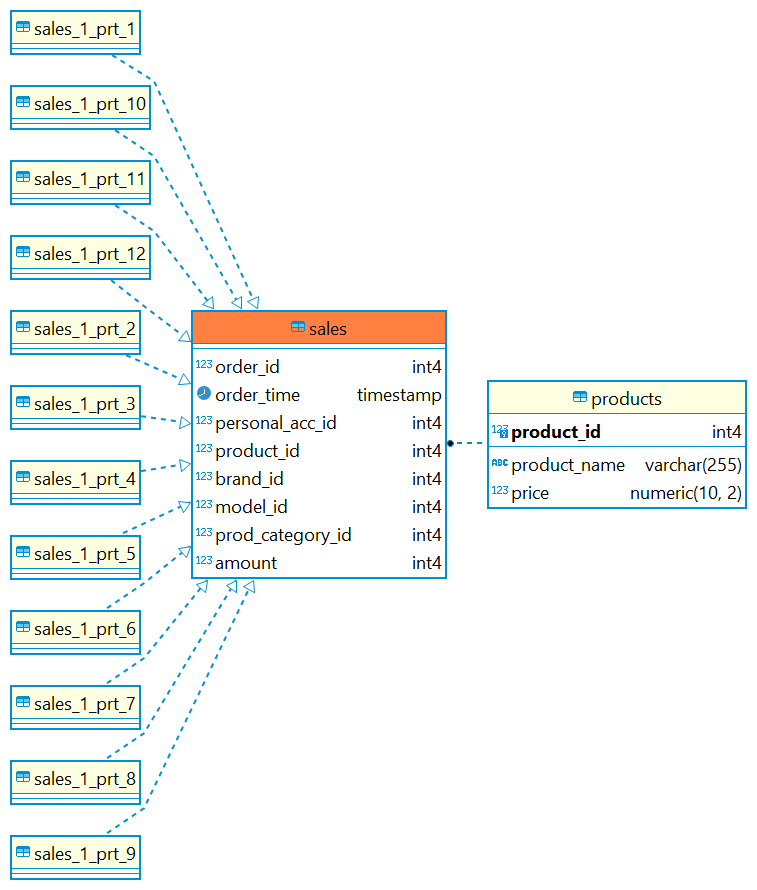 sales_1_prt_1
sales_1_prt_10
sales_1_prt_11
sales_1_prt_12
sales_1_prt_2
sales_1_prt_3
sales_1_prt_4
sales_1_prt_5
sales_1_prt_6
sales_1_prt_7
sales_1_prt_8
sales_1_prt_9
sales
123 order_id int4
order_time timestamp
123 personal_acc_id int4
123 product_id int4
123 brand_id int4
123 model_id int4
123 prod_category_id int4
123 amount int4
products
123 product_id int4
ABC product_name varchar(255)
123 price numeric(10, 2)